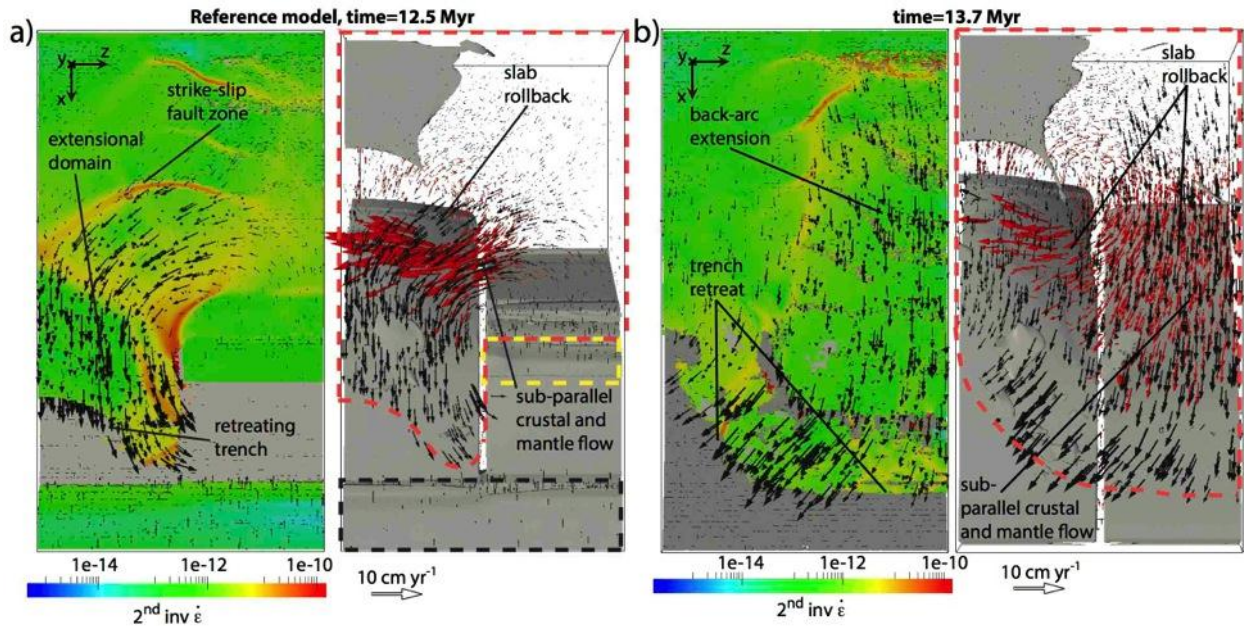 Reference model, time=12.5 Myr
time=13.7 Myr
a)
y
z
x
strike-slip
fault zone
extensional
domain
retreating
trench
slab
rollback
sub-parallel
crustal and
mantle flow
b)
y
z
x
back-arc
extension
trench
retreat
slab
rollback
sub-
parallel crustal
and mantle flow
1e-14 1e-12 1e-10
2nd inv ε̇
10 cm yr-1
1e-14 1e-12 1e-10
2nd inv ε̇
10 cm yr-1